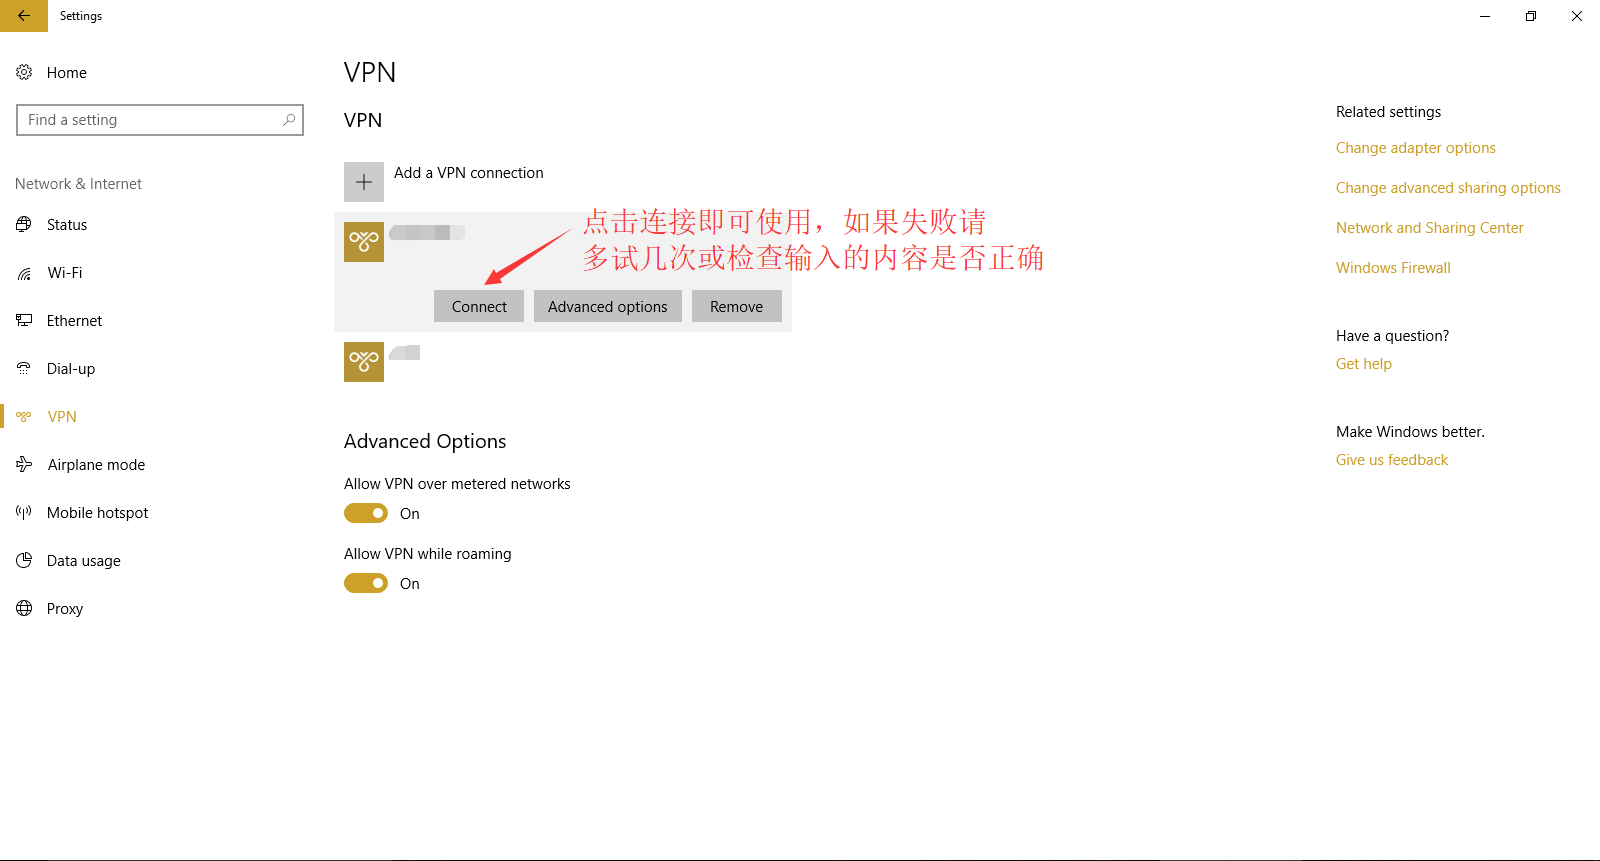 Settings
Home
Find a setting
Network & Internet
Status
Wi-Fi
Ethernet
Dial-up
VPN
Airplane mode
Mobile hotspot
Data usage
Proxy
VPN
VPN
Add a VPN connection
点击连接即可使用，如果失败请
多试几次或检查输入的内容是否正确
Connect
Advanced options
Remove
Advanced Options
Allow VPN over metered networks
On
Allow VPN while roaming
On
Related settings
Change adapter options
Change advanced sharing options
Network and Sharing Center
Windows Firewall
Have a question?
Get help
Make Windows better.
Give us feedback